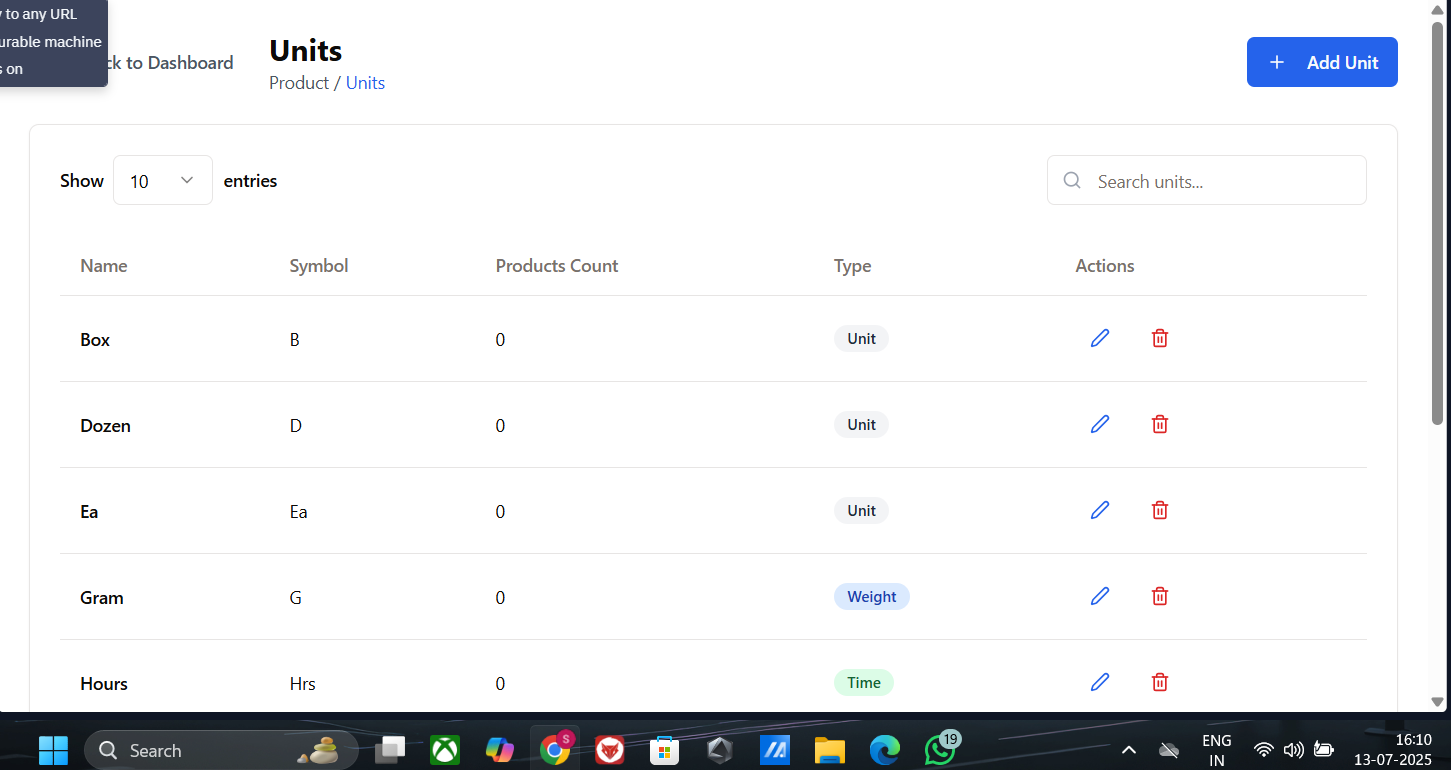 to any URL
urable machine
on
ck to Dashboard
Units
Product / Units
+ Add Unit
Show 10 entries
Search units...
Name Symbol Products Count Type Actions
Box B 0 Unit
Dozen D 0 Unit
Ea Ea 0 Unit
Gram G 0 Weight
Hours Hrs 0 Time
Search
S
19
ENG
IN
16:10
13-07-2025